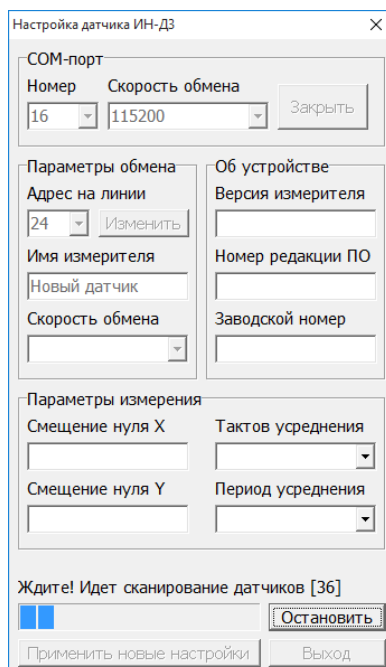 Настройка датчика ИН-Д3
COM-порт
Номер Скорость обмена
16 115200 Закрыть
Параметры обмена Об устройстве
Адрес на линии Версия измерителя
24 Изменить
Имя измерителя Номер редакции ПО
Новый датчик
Скорость обмена Заводской номер
Параметры измерения
Смещение нуля X Тактов усреднения
Смещение нуля Y Период усреднения
Ждите! Идет сканирование датчиков [36]
Остановить
Применить новые настройки Выход